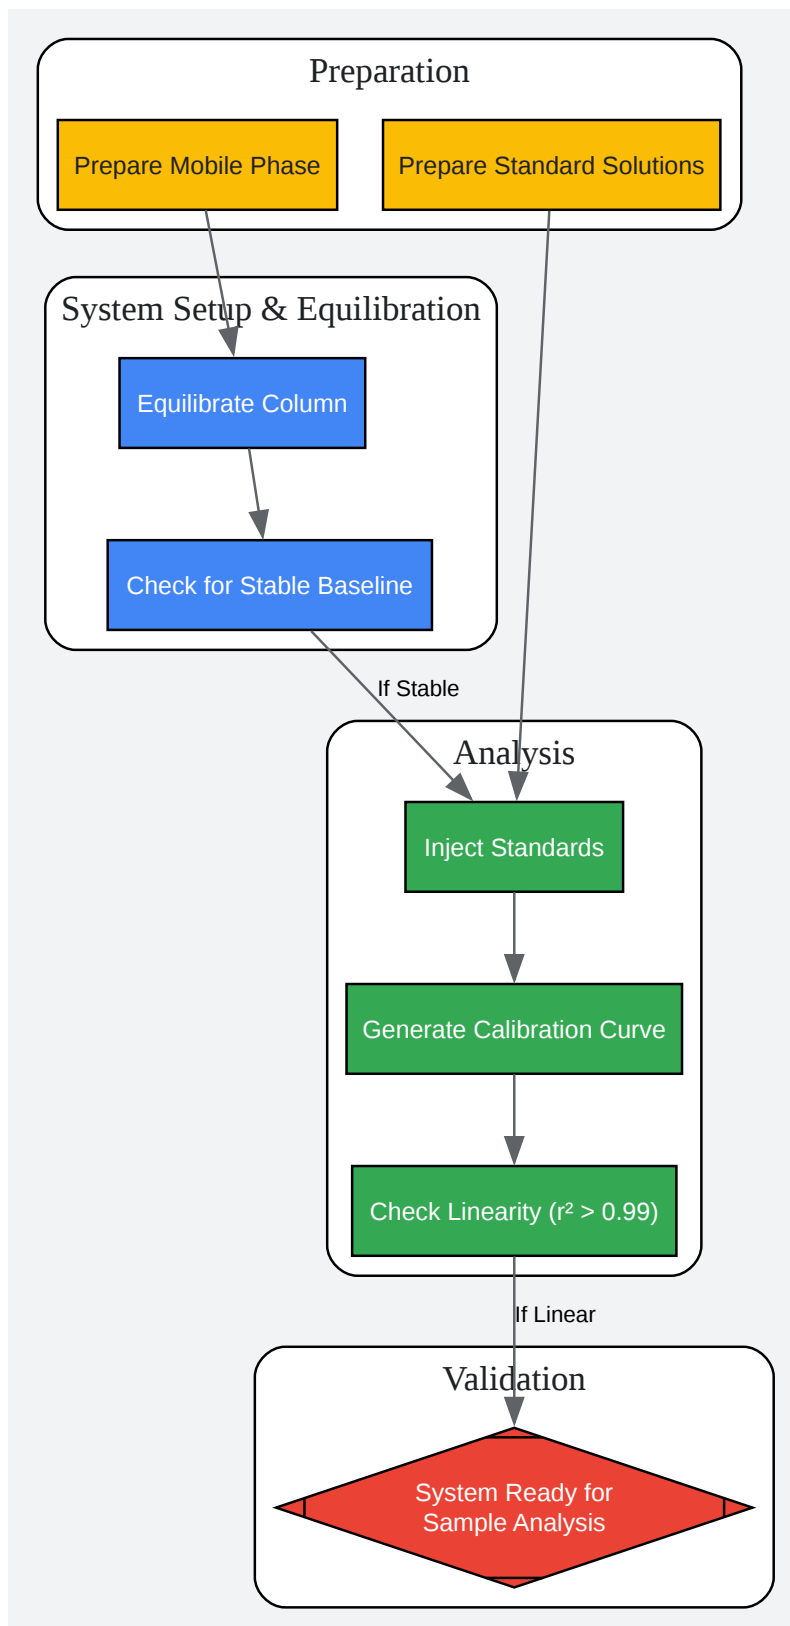 Preparation
Prepare Mobile Phase
Prepare Standard Solutions
System Setup & Equilibration
Equilibrate Column
Check for Stable Baseline
If Stable
Analysis
Inject Standards
Generate Calibration Curve
Check Linearity (r² > 0.99)
If Linear
Validation
System Ready for
Sample Analysis